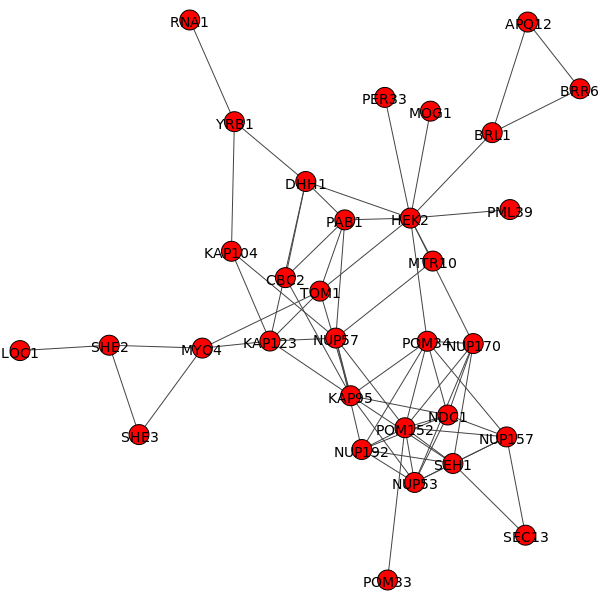 RNA1
APQ12
BRR6
PER33
MOG1
YRB1
BRL1
DHH1
PML39
PAB1
HEK2
KAP104
MTR10
CBC2
TOM1
KAP123
NUP57
POM34
NUP170
LOC1
SHE2
MYO4
KAP95
NDC1
POM152
SHE3
NUP157
NUP192
SEH1
NUP53
SEC13
POM33